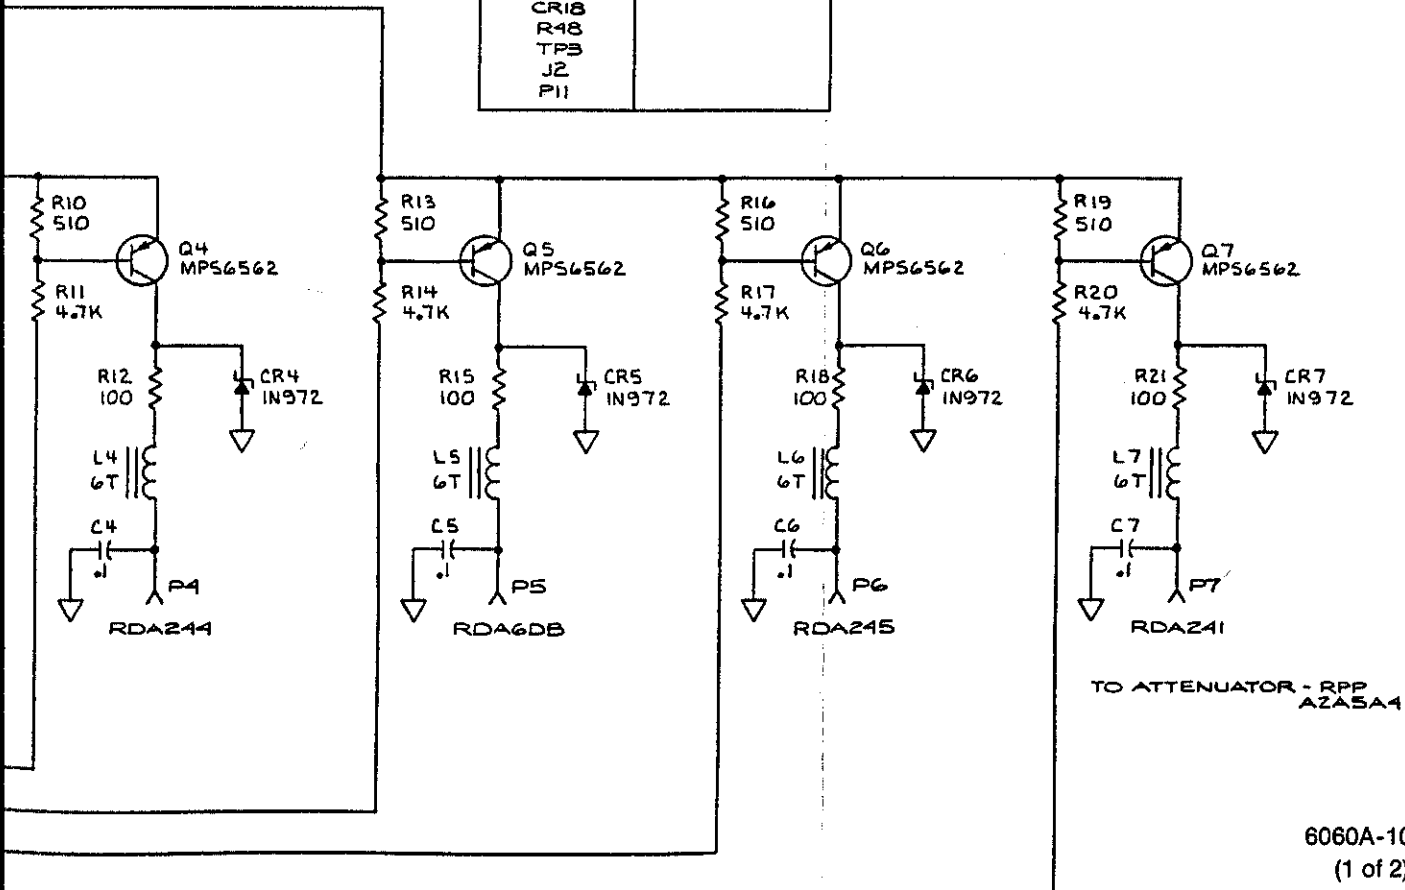 CR18
R48
TP3
J2
P11
R10
510
Q4
MPS6562
R11
4.7K
R12
100
CR4
1N972
L4
6T
C4
.1
P4
RDA244
R13
510
Q5
MPS6562
R14
4.7K
R15
100
CR5
1N972
L5
6T
C5
.1
P5
RDA6DB
R16
510
Q6
MPS6562
R17
4.7K
R18
100
CR6
1N972
L6
6T
C6
.1
P6
RDA245
R19
510
Q7
MPS6562
R20
4.7K
R21
100
CR7
1N972
L7
6T
C7
.1
P7
RDA241
TO ATTENUATOR - RPP
A2A5A4
6060A-10
(1 of 2)